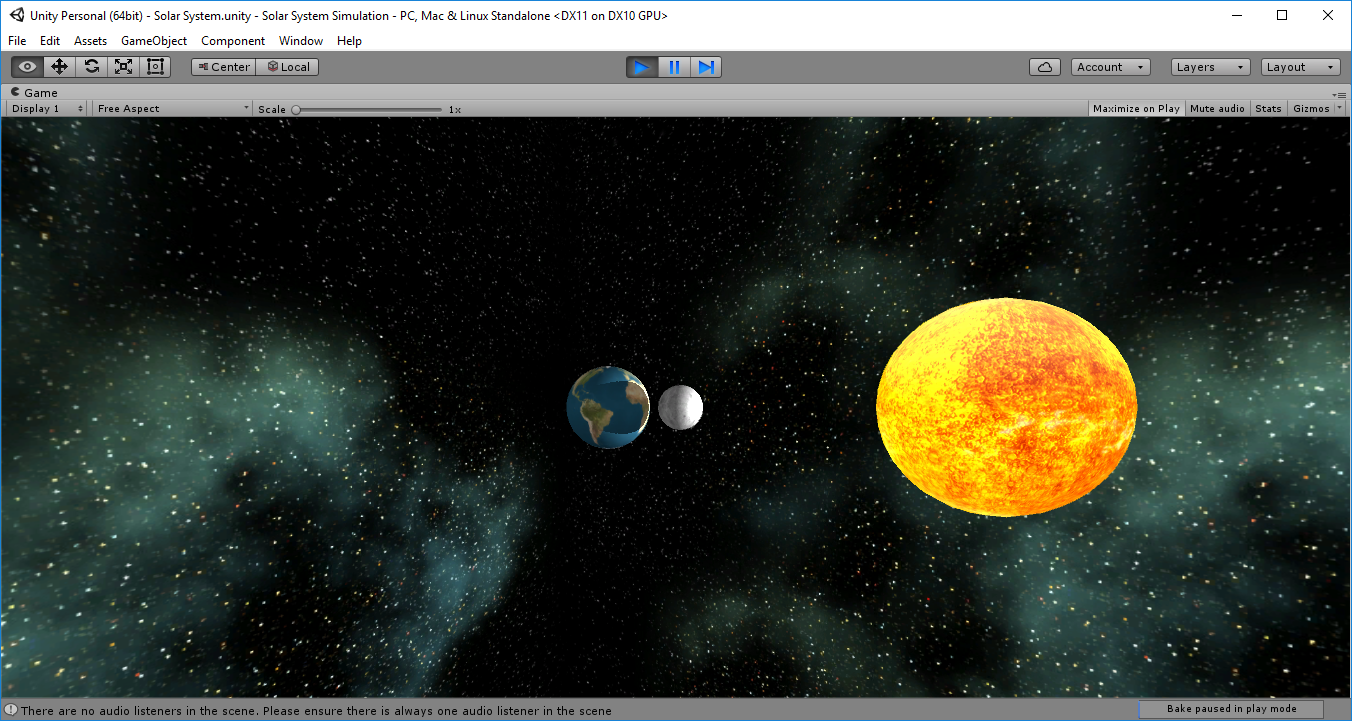 Unity Personal (64bit) - Solar System.unity - Solar System Simulation - PC, Mac & Linux Standalone <DX11 on DX10 GPU>
File Edit Assets GameObject Component Window Help
Center Local Account Layers Layout
Game
Display 1 Free Aspect Scale 1x Maximize on Play Mute audio Stats Gizmos
There are no audio listeners in the scene. Please ensure there is always one audio listener in the scene Bake paused in play mode